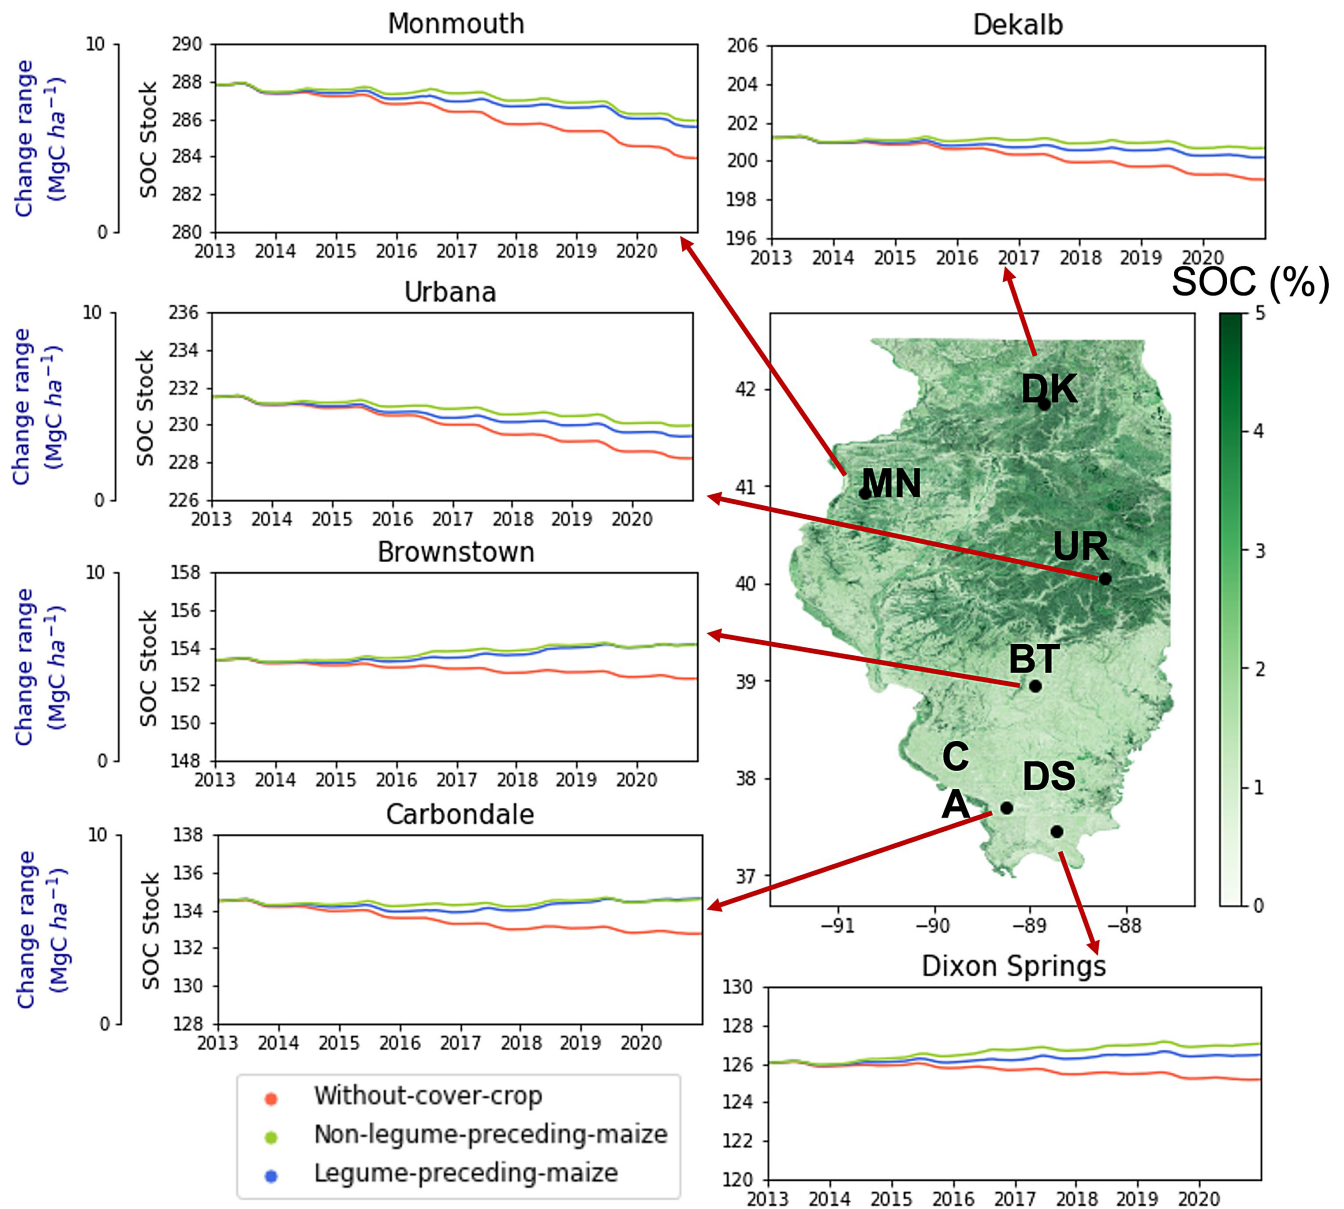 Monmouth
10
0
Change range
(MgC ha⁻¹)
SOC Stock
290
288
286
284
282
280
2013 2014 2015 2016 2017 2018 2019 2020
Dekalb
206
204
202
200
198
196
2013 2014 2015 2016 2017 2018 2019 2020
Urbana
10
0
Change range
(MgC ha⁻¹)
SOC Stock
236
234
232
230
228
226
2013 2014 2015 2016 2017 2018 2019 2020
Brownstown
10
0
Change range
(MgC ha⁻¹)
SOC Stock
158
156
154
152
150
148
2013 2014 2015 2016 2017 2018 2019 2020
Carbondale
10
0
Change range
(MgC ha⁻¹)
SOC Stock
138
136
134
132
130
128
2013 2014 2015 2016 2017 2018 2019 2020
SOC (%)
5
4
3
2
1
0
42
41
40
39
38
37
DK
MN
UR
BT
C
A
DS
−91 −90 −89 −88
Dixon Springs
130
128
126
124
122
120
2013 2014 2015 2016 2017 2018 2019 2020
Without-cover-crop
Non-legume-preceding-maize
Legume-preceding-maize